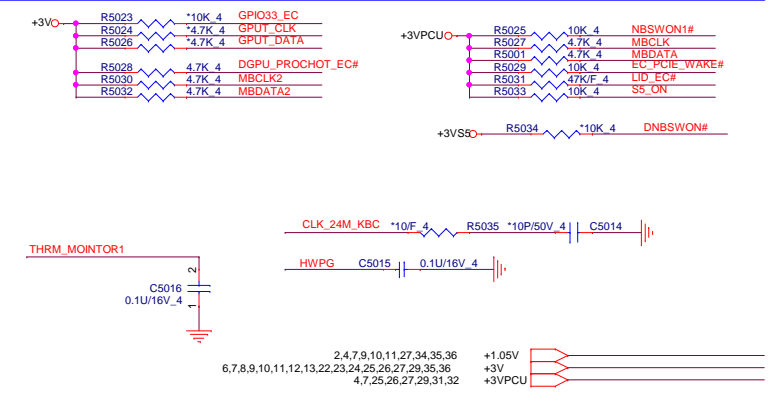 +3V R5023 *10K_4 GPIO33_EC
R5024 *4.7K_4 GPUT_CLK
R5026 *4.7K_4 GPUT_DATA
R5028 4.7K_4 DGPU_PROCHOT_EC#
R5030 4.7K_4 MBCLK2
R5032 4.7K_4 MBDATA2
+3VPCU R5025 10K_4 NBSWON1#
R5027 4.7K_4 MBCLK
R5001 4.7K_4 MBDATA
R5029 10K_4 EC_PCIE_WAKE#
R5031 47K/F_4 LID_EC#
R5033 10K_4 S5_ON
+3VS5 R5034 *10K_4 DNBSWON#
CLK_24M_KBC *10/F_4 R5035 *10P/50V_4 C5014
THRM_MOINTOR1
HWPG C5015 0.1U/16V_4
2
C5016
0.1U/16V_4
1
2,4,7,9,10,11,27,34,35,36 +1.05V
6,7,8,9,10,11,12,13,22,23,24,25,26,27,29,35,36 +3V
4,7,25,26,27,29,31,32 +3VPCU